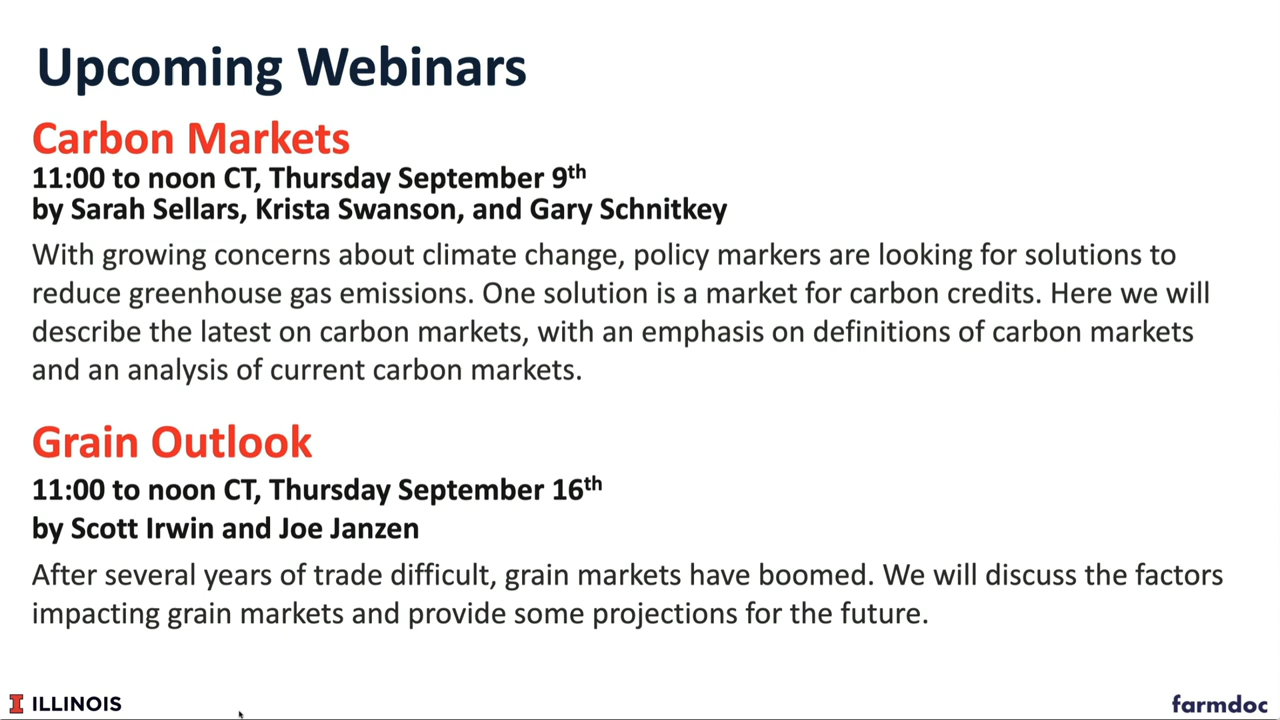 Upcoming Webinars
Carbon Markets
11:00 to noon CT, Thursday September 9th
by Sarah Sellars, Krista Swanson, and Gary Schnitkey
With growing concerns about climate change, policy markers are looking for solutions to
reduce greenhouse gas emissions. One solution is a market for carbon credits. Here we will
describe the latest on carbon markets, with an emphasis on definitions of carbon markets
and an analysis of current carbon markets.
Grain Outlook
11:00 to noon CT, Thursday September 16th
by Scott Irwin and Joe Janzen
After several years of trade difficult, grain markets have boomed. We will discuss the factors
impacting grain markets and provide some projections for the future.
I ILLINOIS
farmdoc